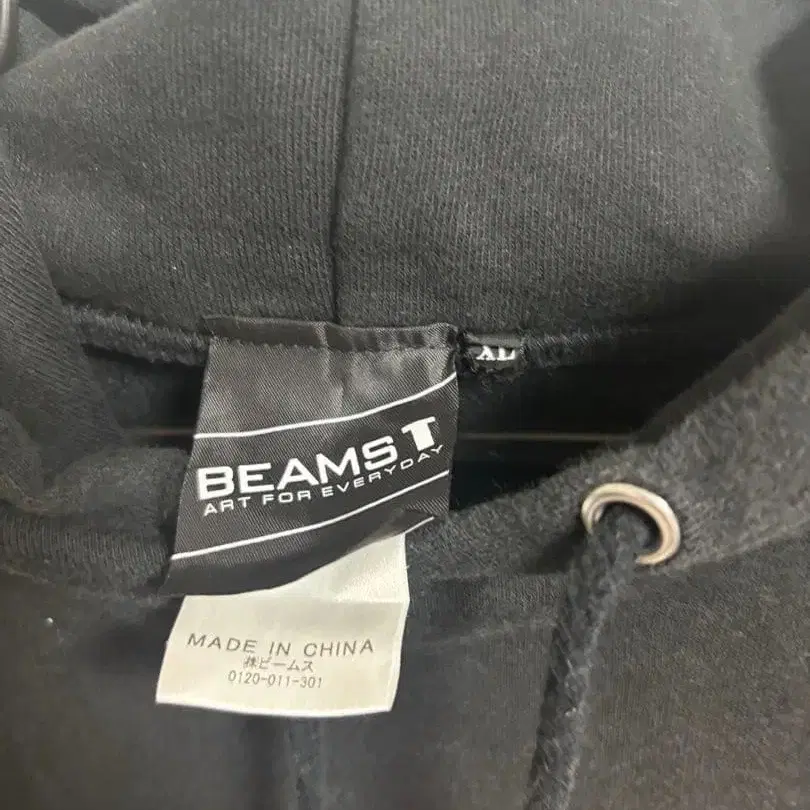 XL
BEAMS T
ART FOR EVERYDAY
MADE IN CHINA
㈱ビームス
0120-011-301